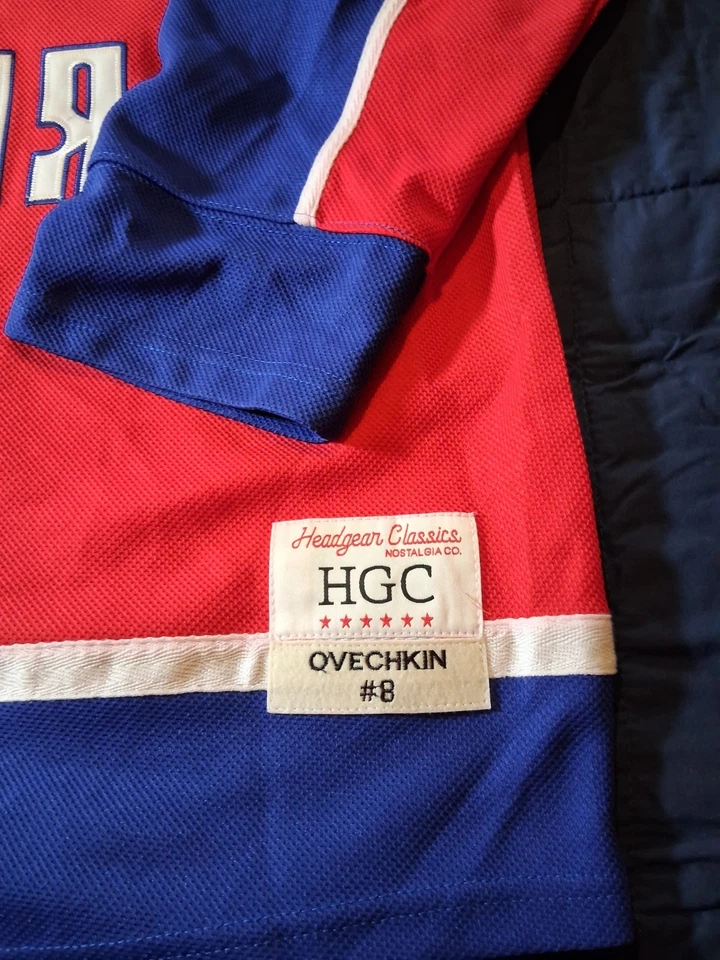 Я
Headgear Classics
NOSTALGIA CO.
HGC
OVECHKIN
#8